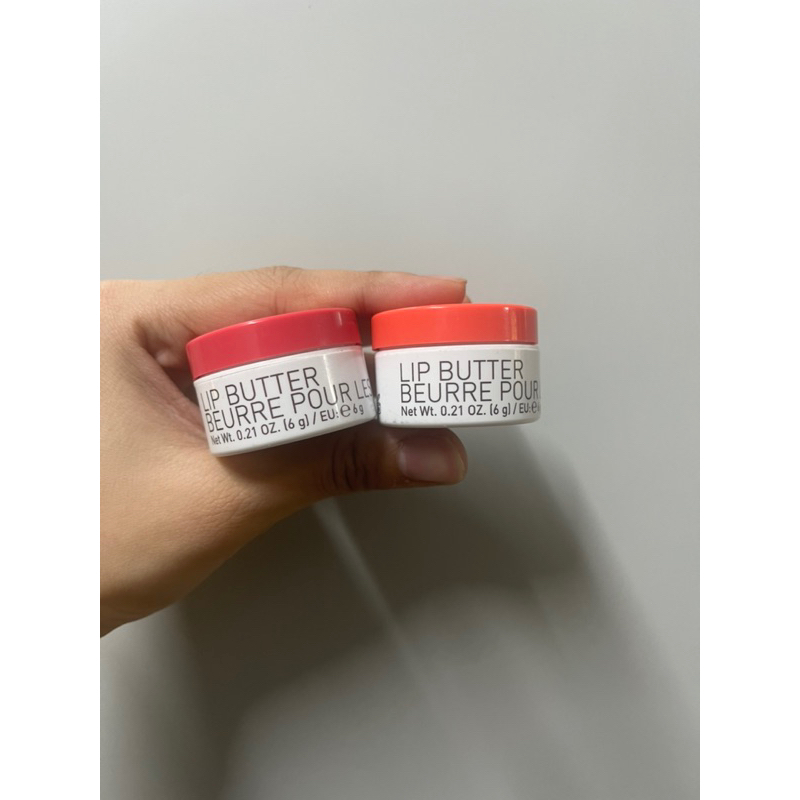 LIP BUTTER
BEURRE POUR LES
Net Wt. 0.21 OZ. (6 g) / EU: ℮ 6 g
LIP BUTTER
BEURRE POUR
Net Wt. 0.21 OZ. (6 g) / EU: ℮